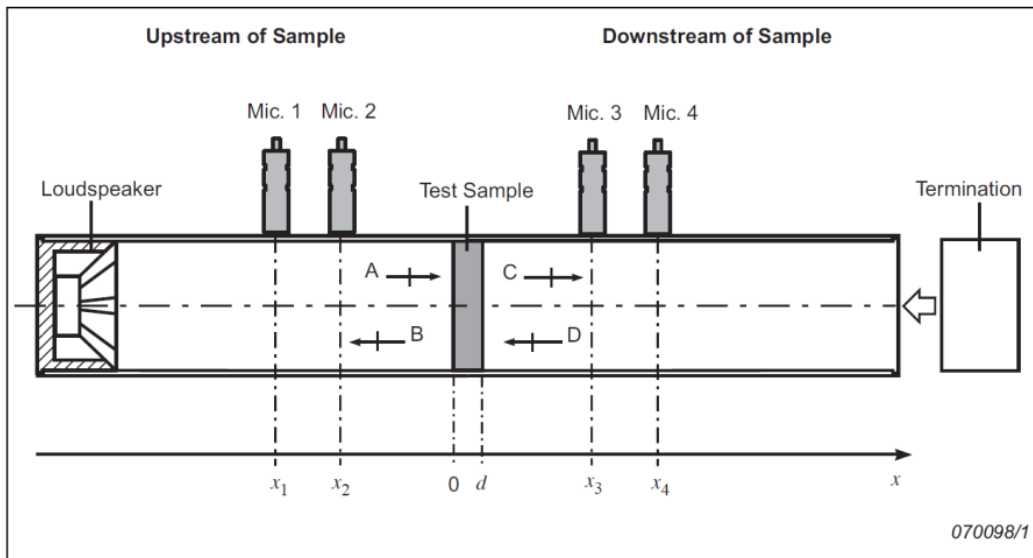 Upstream of Sample Downstream of Sample
Mic. 1 Mic. 2 Mic. 3 Mic. 4
Loudspeaker Test Sample Termination
A C
B D
x₁ x₂ 0 d x₃ x₄ x
070098/1